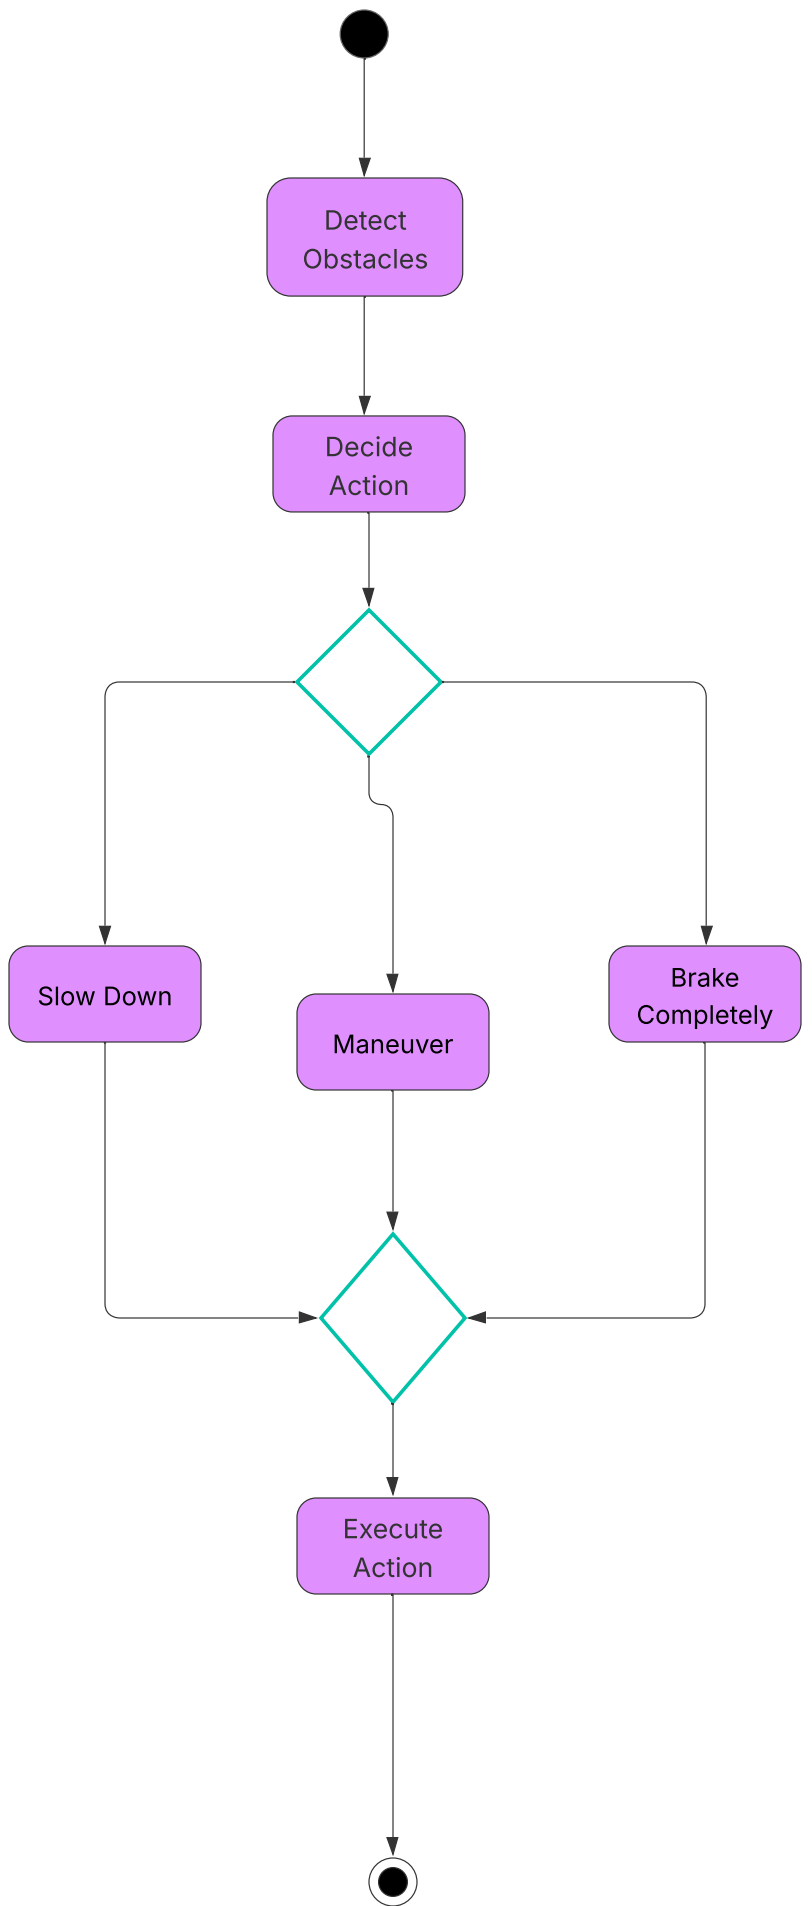 Detect
Obstacles
Decide
Action
Slow Down
Maneuver
Brake
Completely
Execute
Action